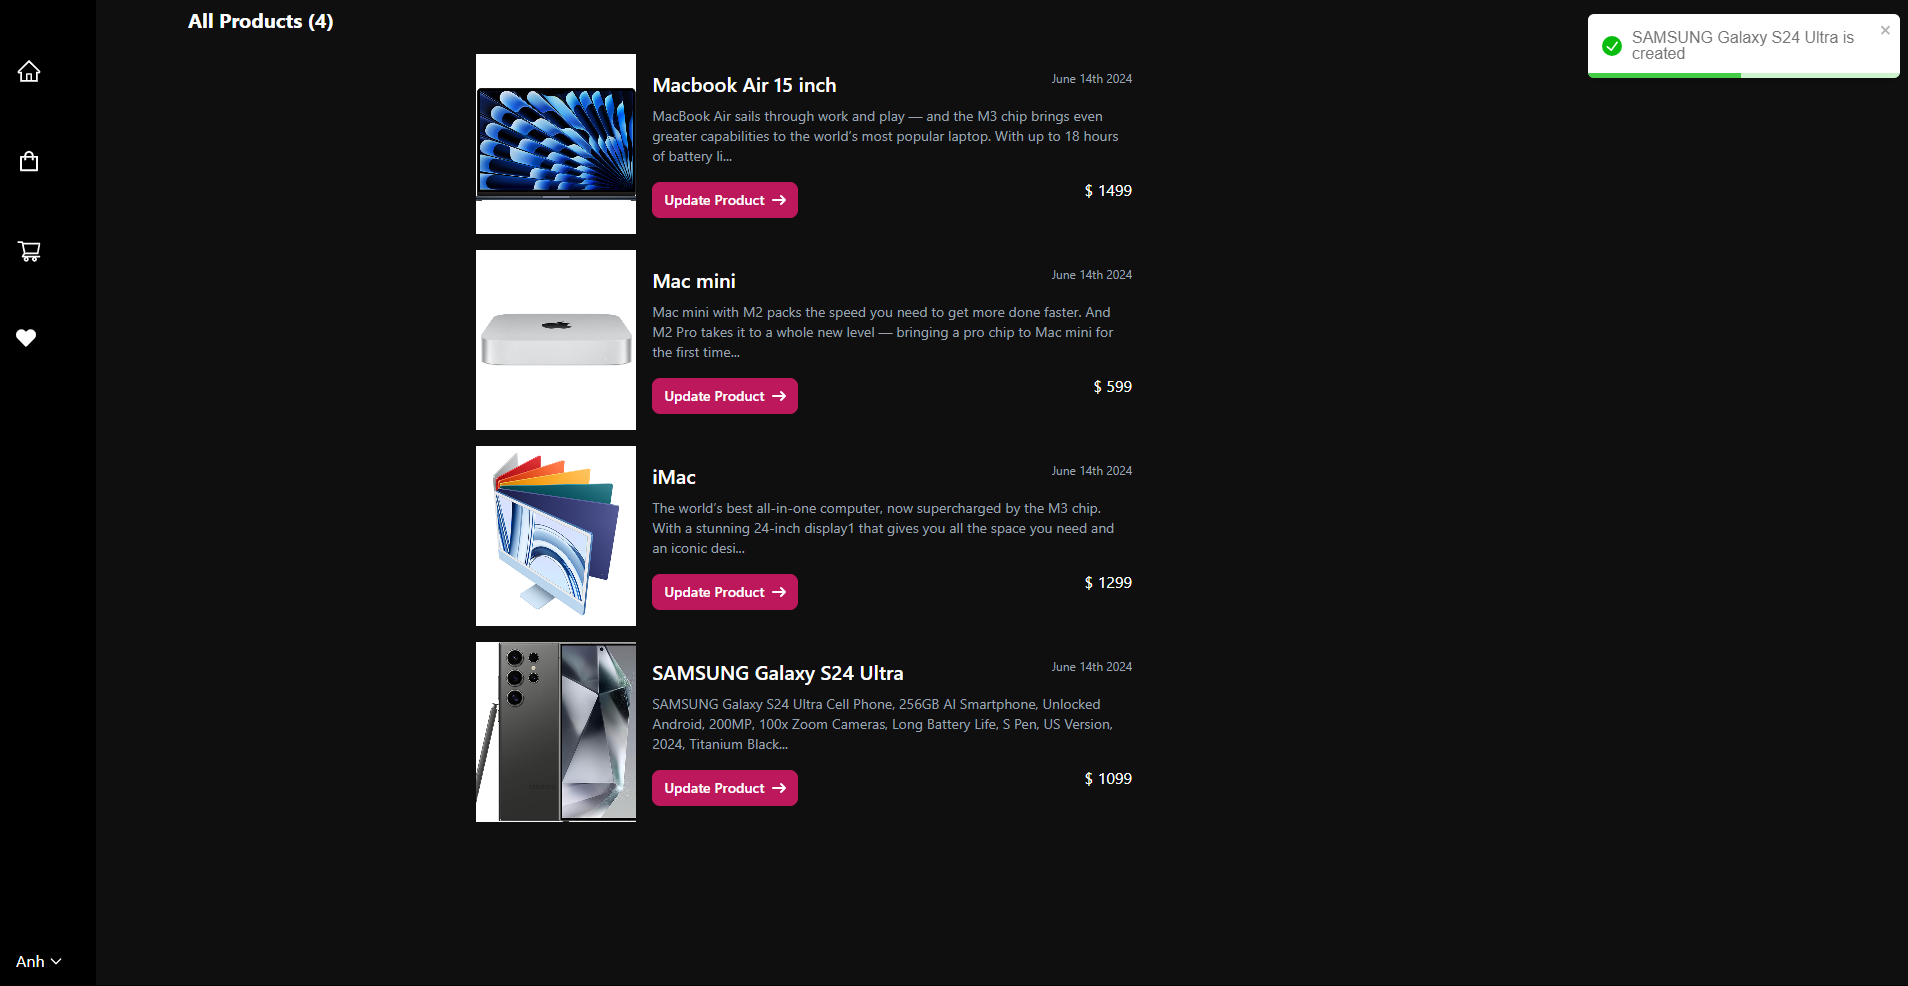 All Products (4)
SAMSUNG Galaxy S24 Ultra is
created
Macbook Air 15 inch
June 14th 2024
MacBook Air sails through work and play — and the M3 chip brings even
greater capabilities to the world’s most popular laptop. With up to 18 hours
of battery li...
Update Product
$ 1499
Mac mini
June 14th 2024
Mac mini with M2 packs the speed you need to get more done faster. And
M2 Pro takes it to a whole new level — bringing a pro chip to Mac mini for
the first time...
Update Product
$ 599
iMac
June 14th 2024
The world’s best all-in-one computer, now supercharged by the M3 chip.
With a stunning 24-inch display1 that gives you all the space you need and
an iconic desi...
Update Product
$ 1299
SAMSUNG Galaxy S24 Ultra
June 14th 2024
SAMSUNG Galaxy S24 Ultra Cell Phone, 256GB AI Smartphone, Unlocked
Android, 200MP, 100x Zoom Cameras, Long Battery Life, S Pen, US Version,
2024, Titanium Black...
Update Product
$ 1099
Anh